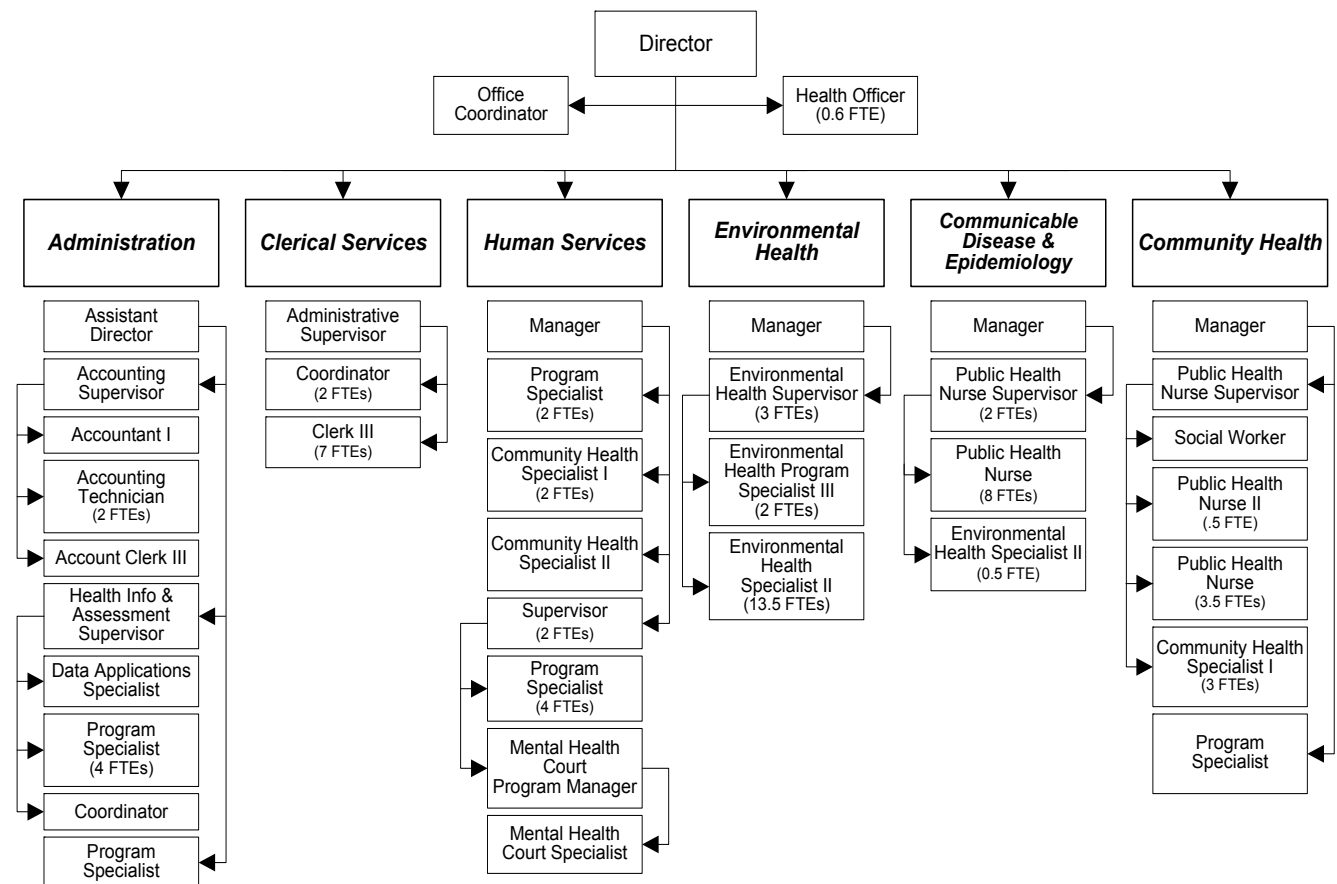 Director
Office
Coordinator
Health Officer
(0.6 FTE)
Administration
Clerical Services
Human Services
Environmental
Health
Communicable
Disease &
Epidemiology
Community Health
Assistant
Director
Accounting
Supervisor
Accountant I
Accounting
Technician
(2 FTEs)
Account Clerk III
Health Info &
Assessment
Supervisor
Data Applications
Specialist
Program
Specialist
(4 FTEs)
Coordinator
Program
Specialist
Administrative
Supervisor
Coordinator
(2 FTEs)
Clerk III
(7 FTEs)
Manager
Program
Specialist
(2 FTEs)
Community Health
Specialist I
(2 FTEs)
Community Health
Specialist II
Supervisor
(2 FTEs)
Program
Specialist
(4 FTEs)
Mental Health
Court
Program Manager
Mental Health
Court Specialist
Manager
Environmental
Health Supervisor
(3 FTEs)
Environmental
Health Program
Specialist III
(2 FTEs)
Environmental
Health
Specialist II
(13.5 FTEs)
Manager
Public Health
Nurse Supervisor
(2 FTEs)
Public Health
Nurse
(8 FTEs)
Environmental
Health Specialist II
(0.5 FTE)
Manager
Public Health
Nurse Supervisor
Social Worker
Public Health
Nurse II
(.5 FTE)
Public Health
Nurse
(3.5 FTEs)
Community Health
Specialist I
(3 FTEs)
Program
Specialist